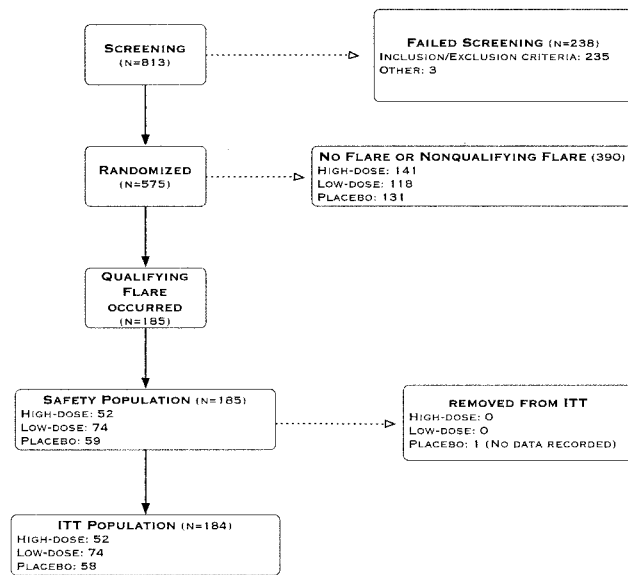 SCREENING
(N=813)
FAILED SCREENING (N=238)
INCLUSION/EXCLUSION CRITERIA: 235
OTHER: 3
RANDOMIZED
(N=575)
NO FLARE OR NONQUALIFYING FLARE (390)
HIGH-DOSE: 141
LOW-DOSE: 118
PLACEBO: 131
QUALIFYING
FLARE
OCCURRED
(N=185)
SAFETY POPULATION (N=185)
HIGH-DOSE: 52
LOW-DOSE: 74
PLACEBO: 59
REMOVED FROM ITT
HIGH-DOSE: 0
LOW-DOSE: 0
PLACEBO: 1 (NO DATA RECORDED)
ITT POPULATION (N=184)
HIGH-DOSE: 52
LOW-DOSE: 74
PLACEBO: 58